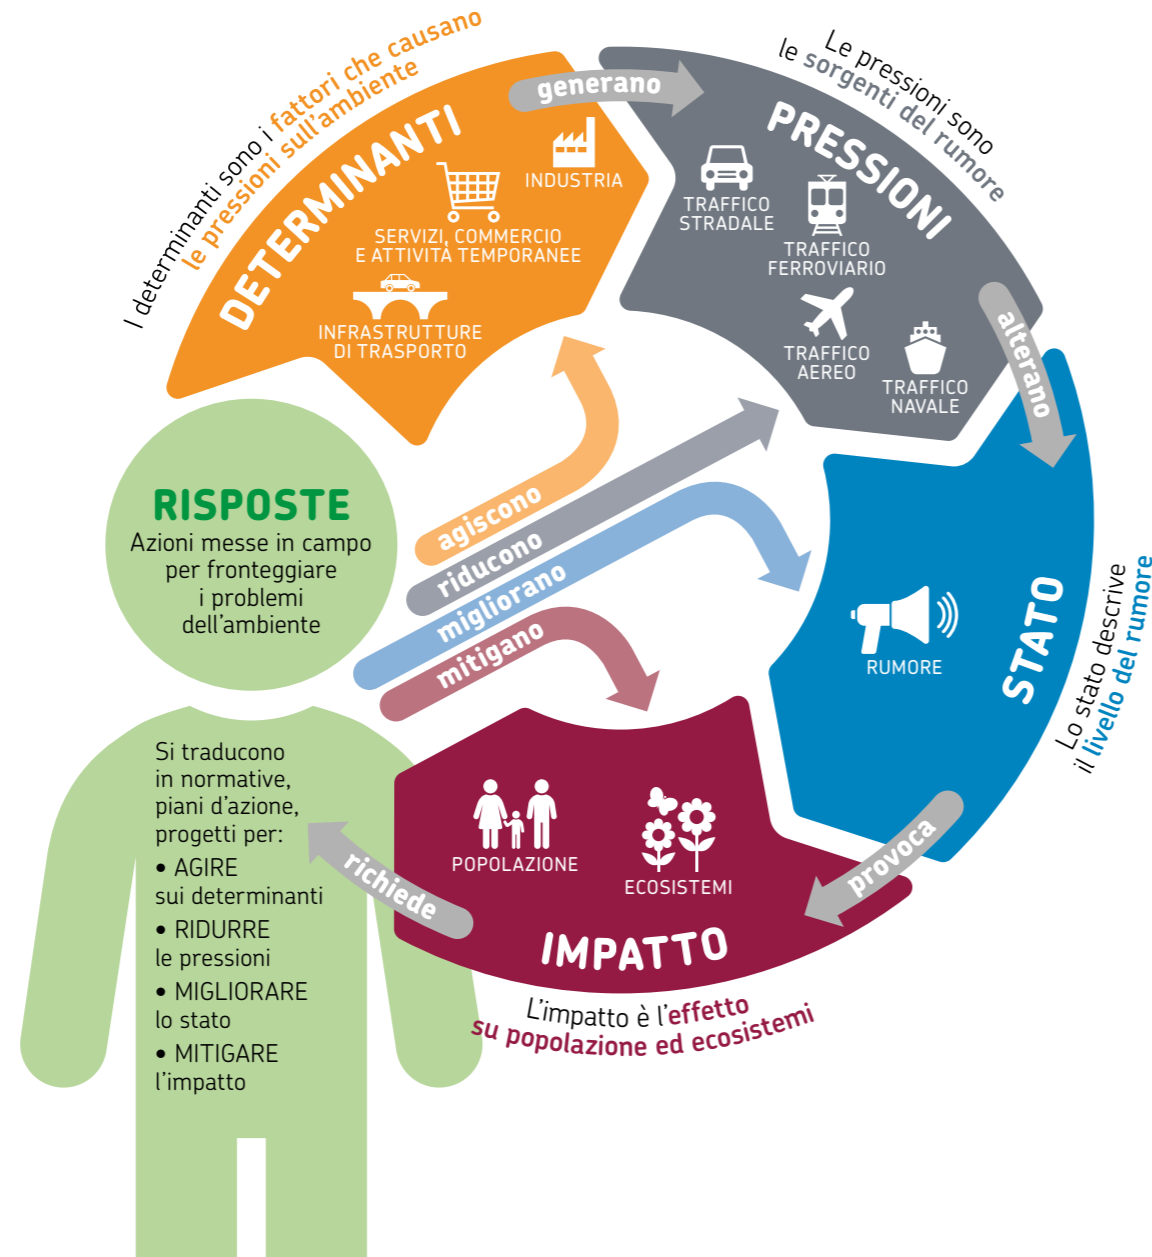 I determinanti sono i fattori che causano
le pressioni sull'ambiente
DETERMINANTI
INDUSTRIA
SERVIZI, COMMERCIO
E ATTIVITÀ TEMPORANEE
INFRASTRUTTURE
DI TRASPORTO
generano
Le pressioni sono
le sorgenti del rumore
PRESSIONI
TRAFFICO
STRADALE
TRAFFICO
FERROVIARIO
TRAFFICO
AEREO
TRAFFICO
NAVALE
alterano
STATO
RUMORE
Lo stato descrive
il livello del rumore
provoca
IMPATTO
POPOLAZIONE
ECOSISTEMI
L'impatto è l'effetto
su popolazione ed ecosistemi
richiede
RISPOSTE
Azioni messe in campo
per fronteggiare
i problemi
dell'ambiente
agiscono
riducono
migliorano
mitigano
Si traducono
in normative,
piani d'azione,
progetti per:
• AGIRE
sui determinanti
• RIDURRE
le pressioni
• MIGLIORARE
lo stato
• MITIGARE
l'impatto